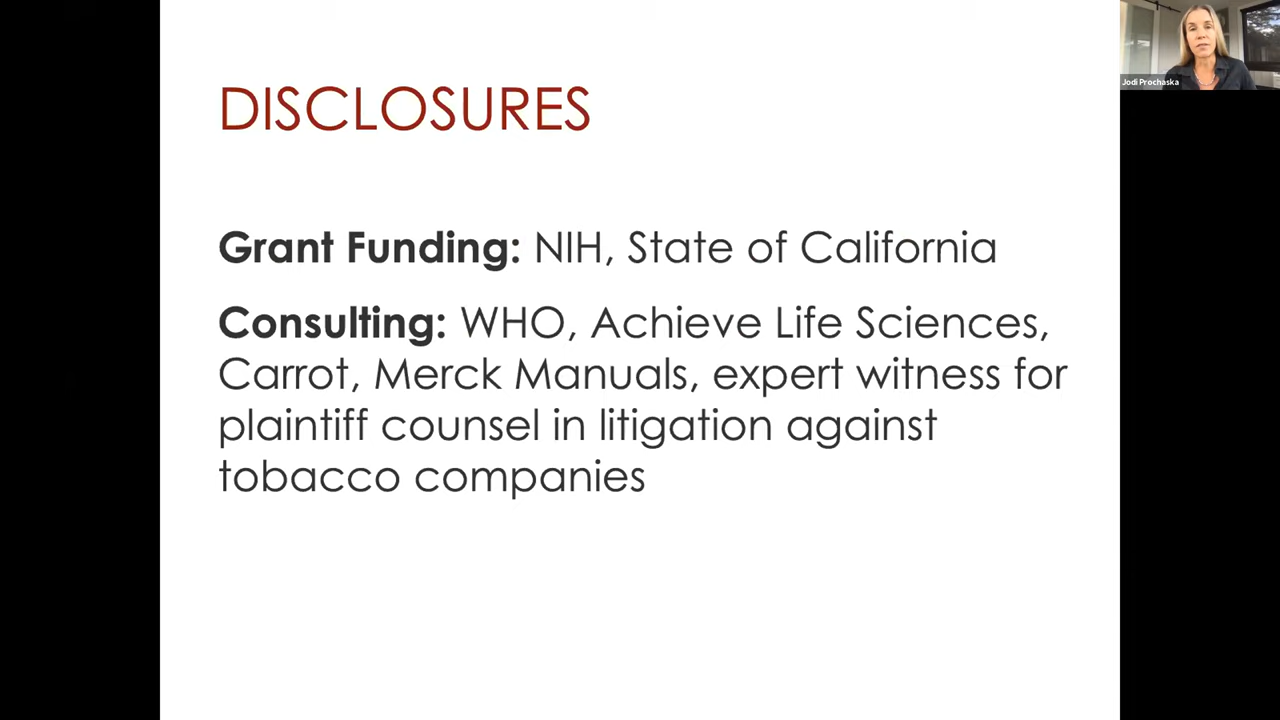 Jodi Prochaska
DISCLOSURES
Grant Funding: NIH, State of California
Consulting: WHO, Achieve Life Sciences,
Carrot, Merck Manuals, expert witness for
plaintiff counsel in litigation against
tobacco companies